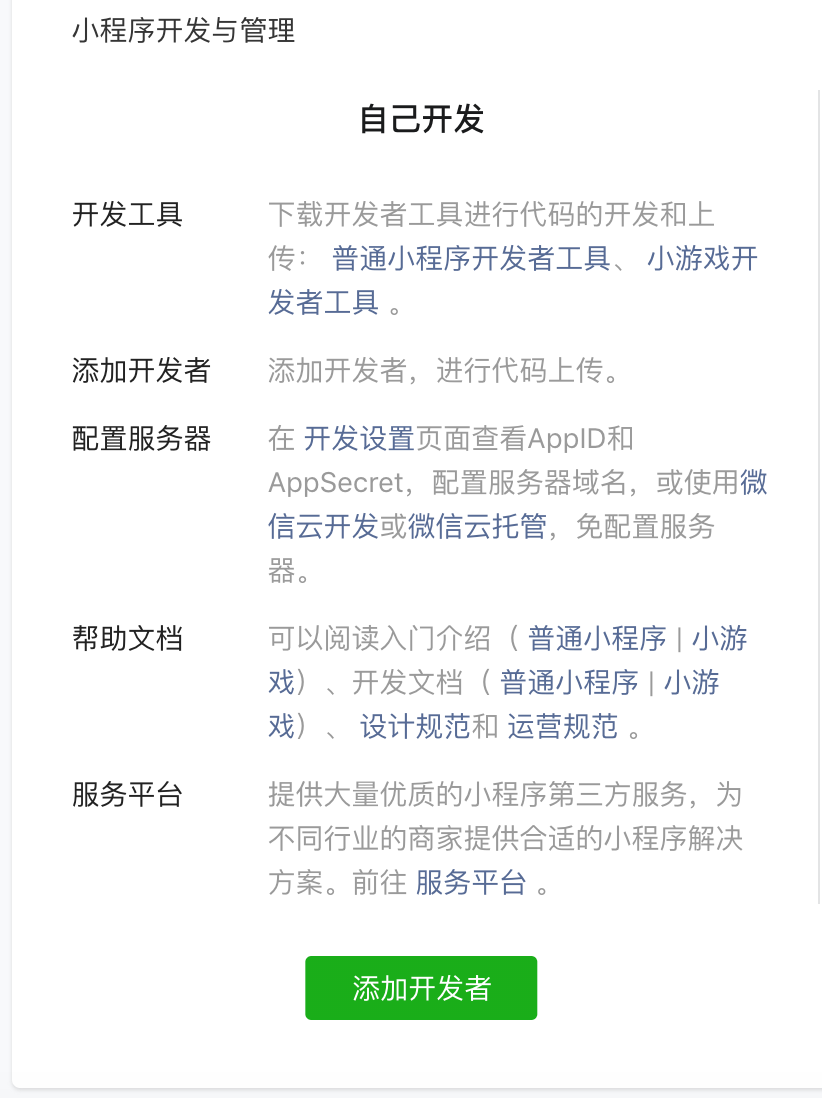 小程序开发与管理
自己开发
开发工具
下载开发者工具进行代码的开发和上
传： 普通小程序开发者工具、 小游戏开
发者工具 。
添加开发者
添加开发者，进行代码上传。
配置服务器
在 开发设置页面查看AppID和
AppSecret，配置服务器域名，或使用微
信云开发或微信云托管，免配置服务
器。
帮助文档
可以阅读入门介绍（ 普通小程序 | 小游
戏）、开发文档（ 普通小程序 | 小游
戏）、 设计规范和 运营规范 。
服务平台
提供大量优质的小程序第三方服务，为
不同行业的商家提供合适的小程序解决
方案。前往 服务平台 。
添加开发者